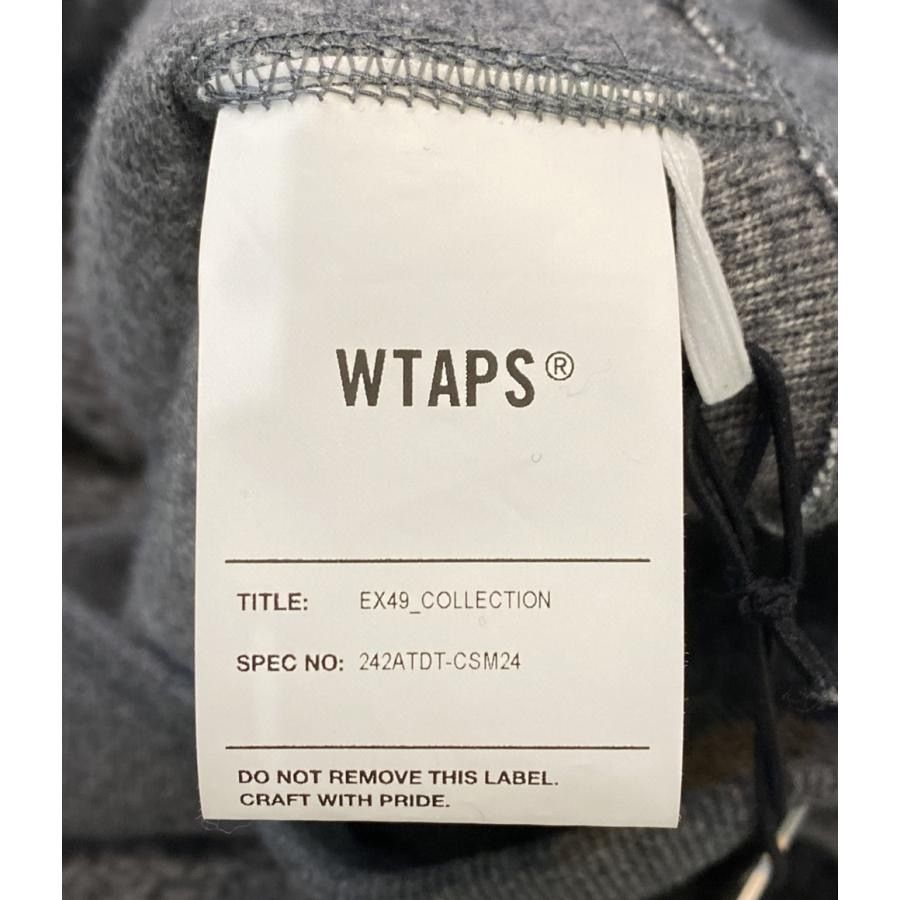 WTAPS®
TITLE: EX49_COLLECTION
SPEC NO: 242ATDT-CSM24
DO NOT REMOVE THIS LABEL.
CRAFT WITH PRIDE.